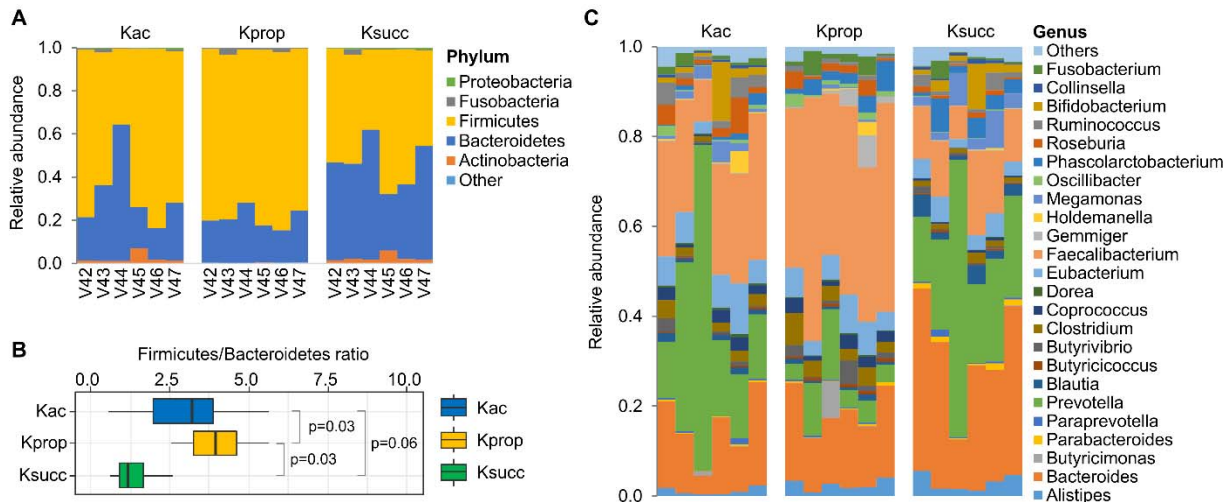 A
Kac Kprop Ksucc
Relative abundance
1.0
0.8
0.6
0.4
0.2
0.0
V42 V43 V44 V45 V46 V47 V42 V43 V44 V45 V46 V47 V42 V43 V44 V45 V46 V47
Phylum
Proteobacteria
Fusobacteria
Firmicutes
Bacteroidetes
Actinobacteria
Other
B
Firmicutes/Bacteroidetes ratio
0.0 2.5 5.0 7.5 10.0
Kac
Kprop
Ksucc
p=0.03
p=0.03
p=0.06
Kac
Kprop
Ksucc
C
Kac Kprop Ksucc
Relative abundance
1.0
0.8
0.6
0.4
0.2
0.0
Genus
Others
Fusobacterium
Collinsella
Bifidobacterium
Ruminococcus
Roseburia
Phascolarctobacterium
Oscillibacter
Megamonas
Holdemanella
Gemmiger
Faecalibacterium
Eubacterium
Dorea
Coprococcus
Clostridium
Butyrivibrio
Butyricicoccus
Blautia
Prevotella
Paraprevotella
Parabacteroides
Butyricimonas
Bacteroides
Alistipes